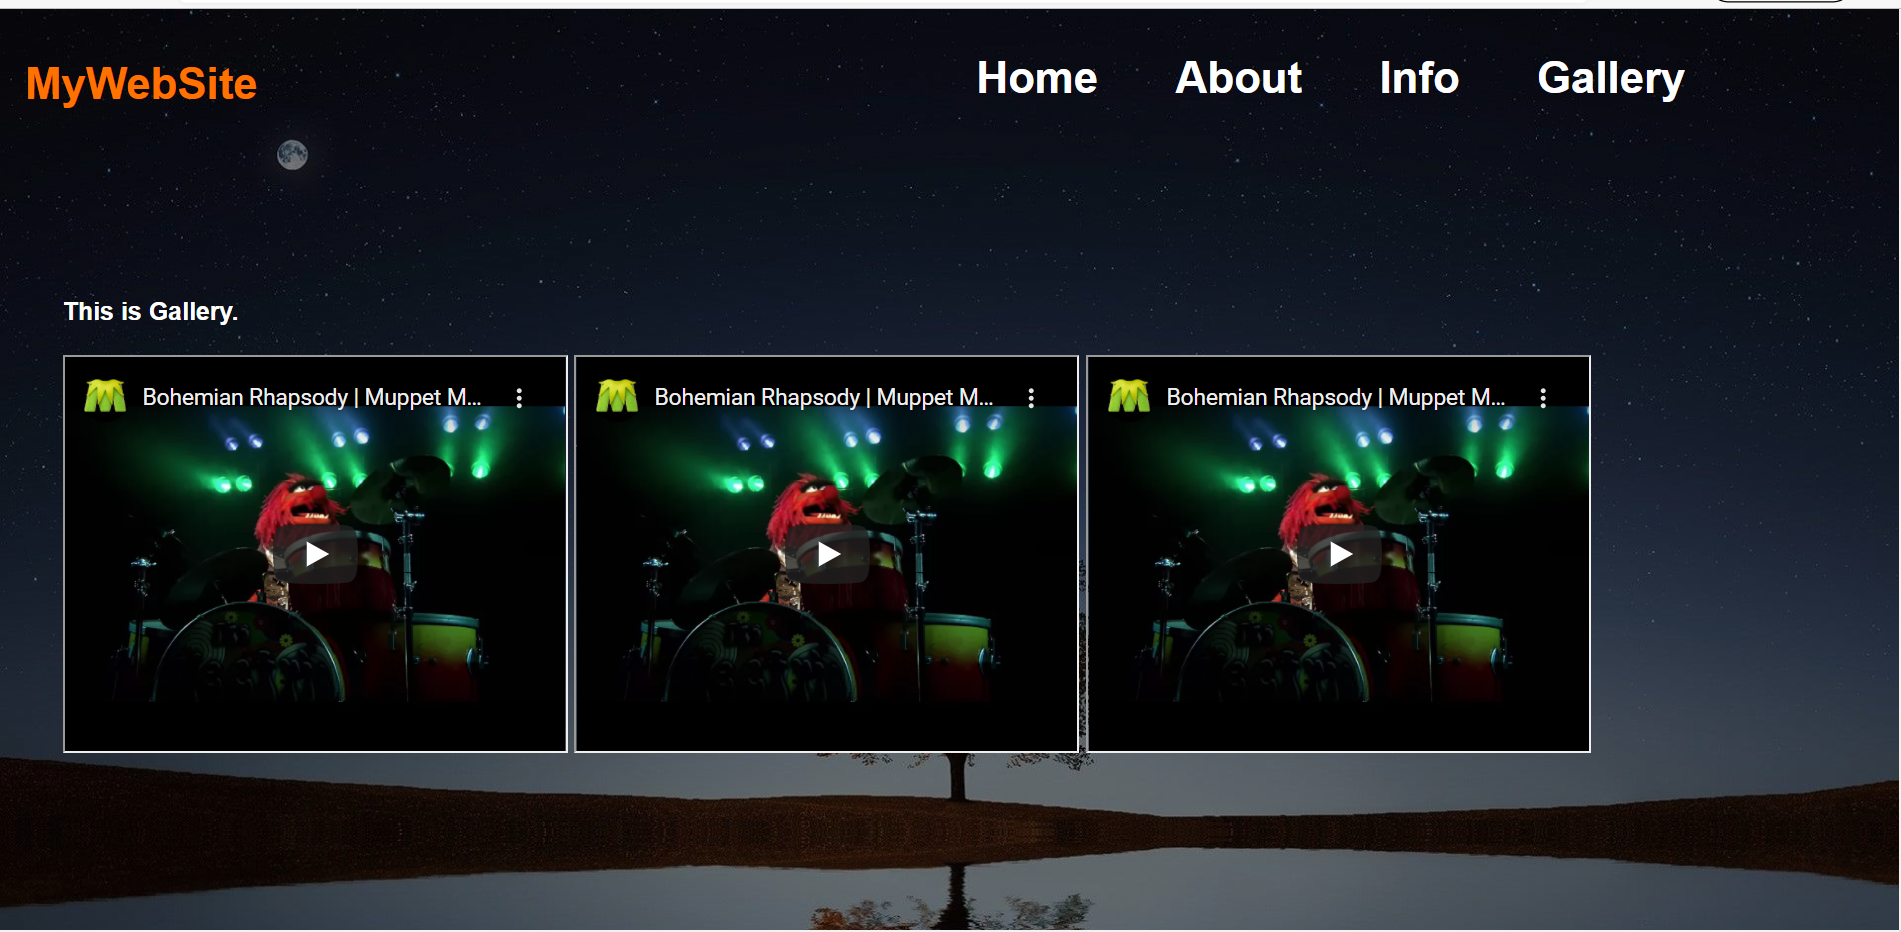 MyWebSite
Home About Info Gallery
This is Gallery.
Bohemian Rhapsody | Muppet M...
Bohemian Rhapsody | Muppet M...
Bohemian Rhapsody | Muppet M...